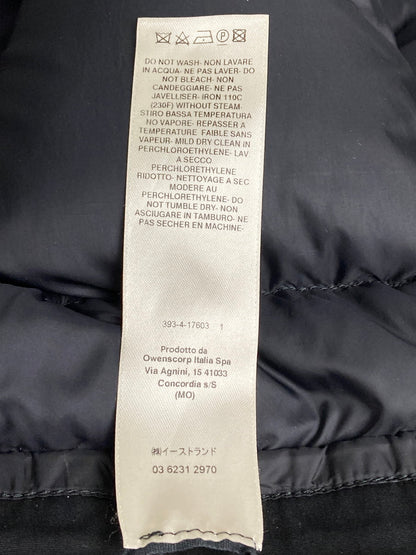 DO NOT WASH- NON LAVARE
IN ACQUA- NE PAS LAVER- DO
NOT BLEACH- NON
CANDEGGIARE- NE PAS
JAVELLISER- IRON 110C
(230F) WITHOUT STEAM-
STIRO BASSA TEMPERATURA
NO VAPORE- REPASSER A
TEMPERATURE FAIBLE SANS
VAPEUR- MILD DRY CLEAN IN
PERCHLOROETHYLENE- LAV.
A SECCO
PERCHLOROETHYLENE
RIDOTTO- NETTOYAGE A SEC
MODERE AU
PERCHLORETHYLENE- DO
NOT TUMBLE DRY- NON
ASCIUGARE IN TAMBURO- NE
PAS SECHER EN MACHINE-
393-4-17603 1
Prodotto da
Owenscorp Italia Spa
Via Agnini, 15 41033
Concordia s/S
(MO)
㈱イーストランド
03 6231 2970